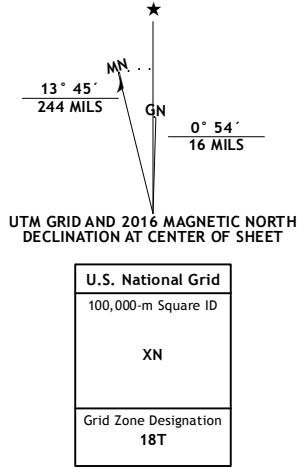 ★
MN
13° 45´
244 MILS
GN
0° 54´
16 MILS
UTM GRID AND 2016 MAGNETIC NORTH
DECLINATION AT CENTER OF SHEET
U.S. National Grid
100,000-m Square ID
XN
Grid Zone Designation
18T